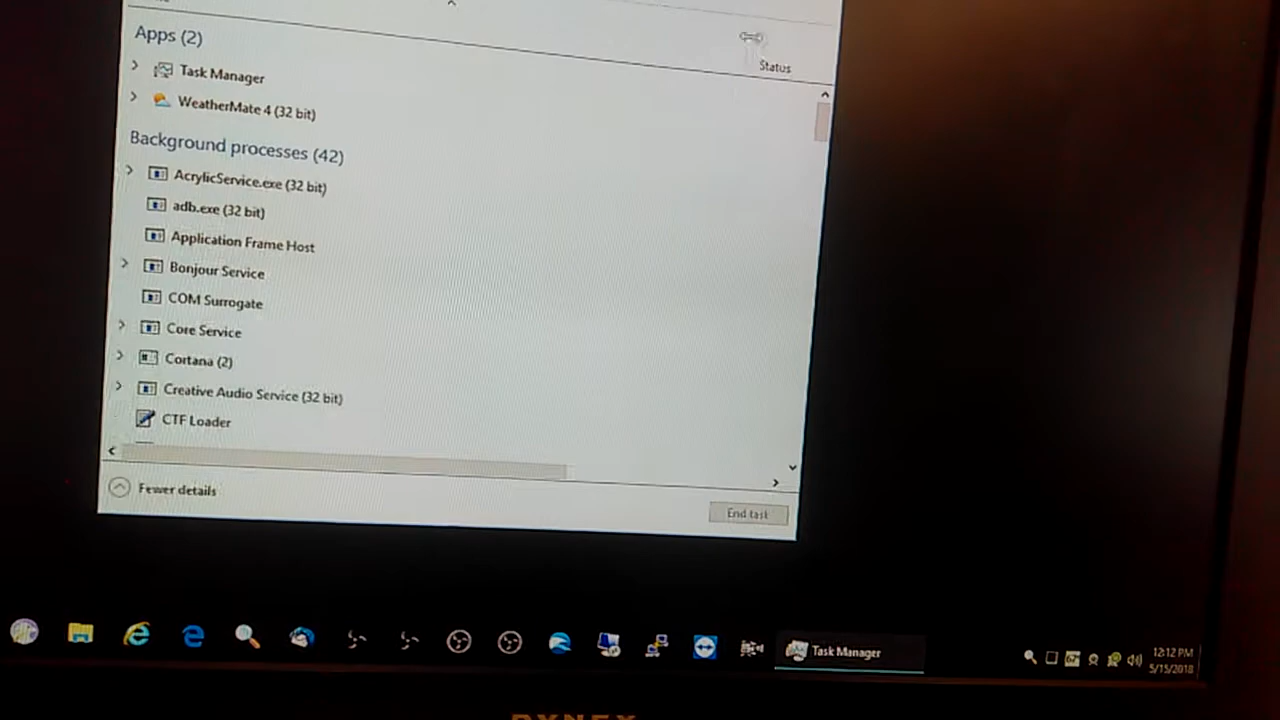 Apps (2)
Status
Task Manager
WeatherMate 4 (32 bit)
Background processes (42)
AcrylicService.exe (32 bit)
adb.exe (32 bit)
Application Frame Host
Bonjour Service
COM Surrogate
Core Service
Cortana (2)
Creative Audio Service (32 bit)
CTF Loader
Fewer details
End task
Task Manager
12:12 PM
5/15/2018